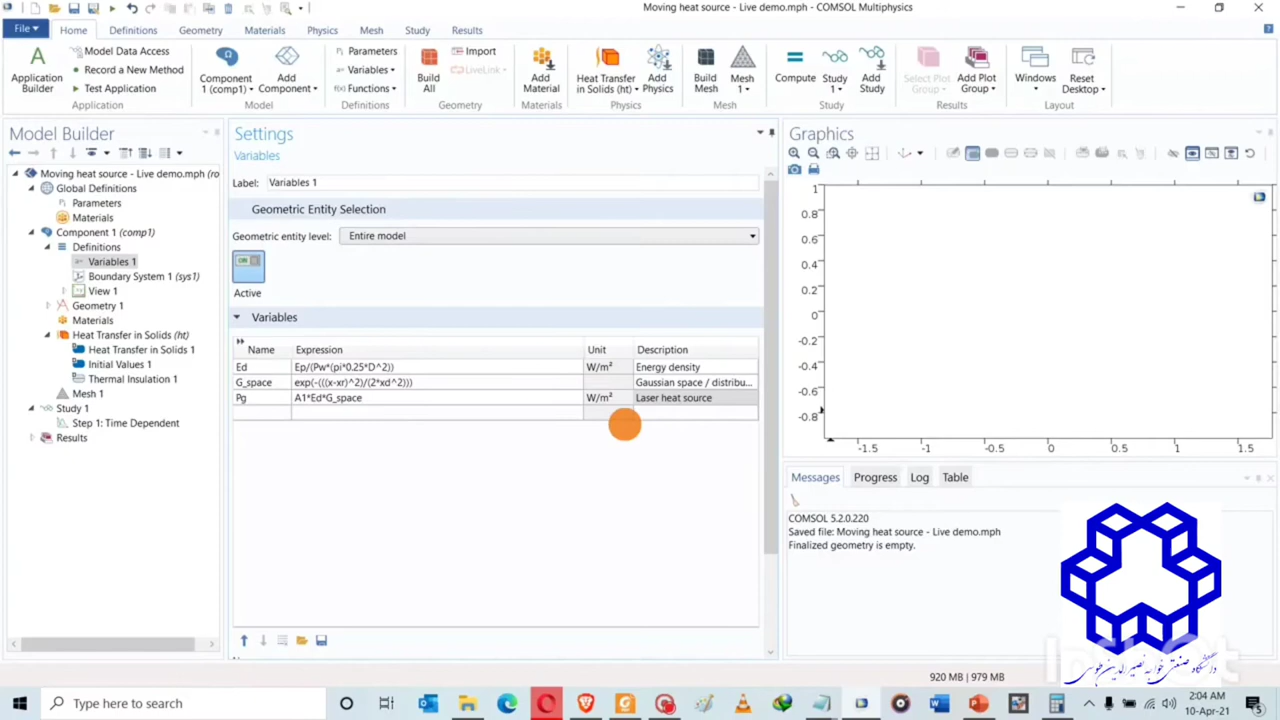 Moving heat source - Live demo.mph - COMSOL Multiphysics
File Home Definitions Geometry Materials Physics Mesh Study Results
Application Builder
Model Data Access
Record a New Method
Test Application
Application
Component 1 (comp1)
Add Component
Model
Parameters
Variables
f(x) Functions
Definitions
Build All
Import
LiveLink
Geometry
Add Material
Materials
Heat Transfer in Solids (ht)
Add Physics
Physics
Build Mesh
Mesh 1
Mesh
Compute
Study 1
Add Study
Study
Select Plot Group
Add Plot Group
Results
Windows
Reset Desktop
Layout
Model Builder
Moving heat source - Live demo.mph (ro
Global Definitions
Parameters
Materials
Component 1 (comp1)
Definitions
Variables 1
Boundary System 1 (sys1)
View 1
Geometry 1
Materials
Heat Transfer in Solids (ht)
Heat Transfer in Solids 1
Initial Values 1
Thermal Insulation 1
Mesh 1
Study 1
Step 1: Time Dependent
Results
Settings
Variables
Label: Variables 1
Geometric Entity Selection
Geometric entity level: Entire model
ON
Active
Variables
Name Expression Unit Description
Ed Ep/(Pw*(pi*0.25*D^2)) W/m² Energy density
G_space exp(-(((x-xr)^2)/(2*xd^2))) Gaussian space / distribu...
Pg A1*Ed*G_space W/m² Laser heat source
Graphics
1
0.8
0.6
0.4
0.2
0
-0.2
-0.4
-0.6
-0.8
-1.5 -1 -0.5 0 0.5 1 1.5
Messages Progress Log Table
COMSOL 5.2.0.220
Saved file: Moving heat source - Live demo.mph
Finalized geometry is empty.
دانشگاه صنعتی خواجه نصیرالدین طوسی
920 MB | 979 MB
Type here to search
2:04 AM
10-Apr-21
5